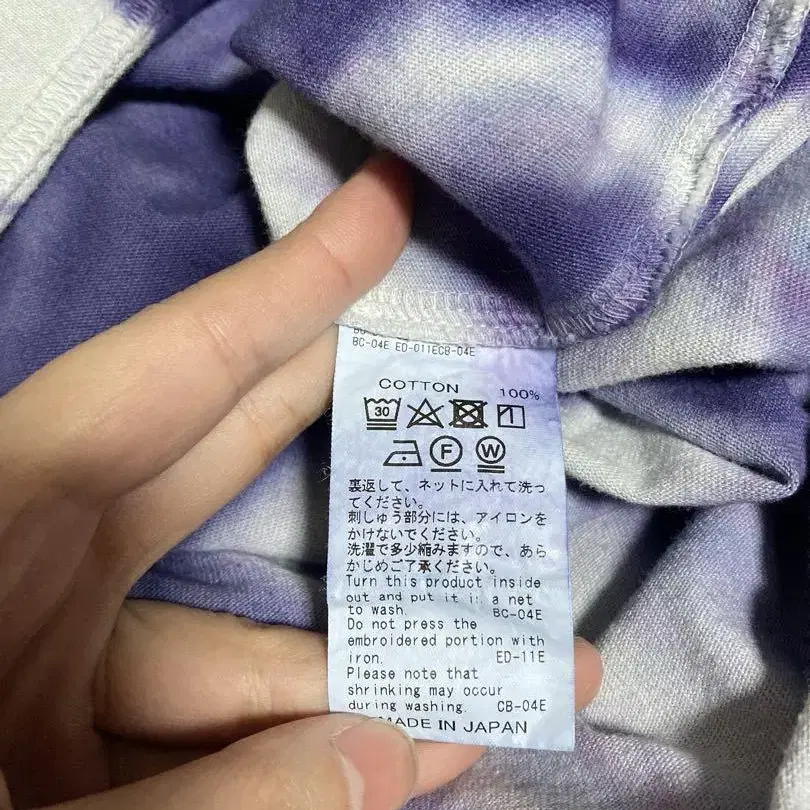 BC-04E ED-011ECB-04E
COTTON 100%
30
F W
裏返して、ネットに入れて洗っ
てください。
刺しゅう部分には、アイロンを
かけないでください。
洗濯で多少縮みますので、あら
かじめご了承ください。
Turn this product inside
out and put it in a net
to wash. BC-04E
Do not press the
embroidered portion with
iron. ED-11E
Please note that
shrinking may occur
during washing. CB-04E
MADE IN JAPAN